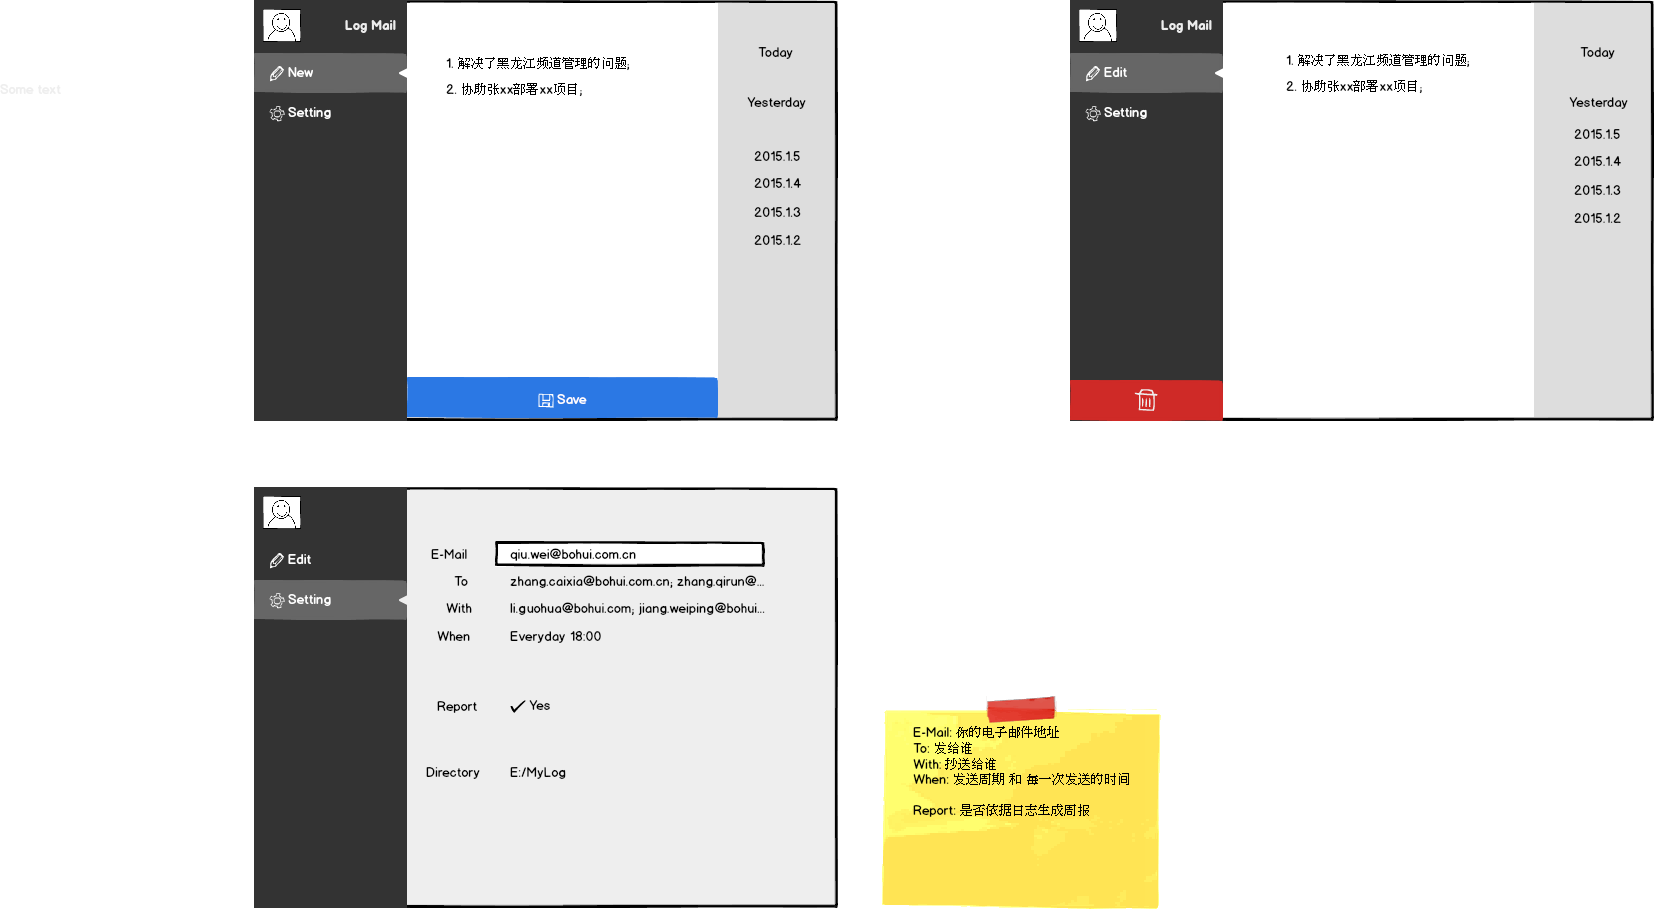 Some text
Log Mail
New
Setting
1. 解决了黑龙江频道管理的问题;
2. 协助张xx部署xx项目;
Save
Today
Yesterday
2015.1.5
2015.1.4
2015.1.3
2015.1.2
Log Mail
Edit
Setting
1. 解决了黑龙江频道管理的问题;
2. 协助张xx部署xx项目;
Today
Yesterday
2015.1.5
2015.1.4
2015.1.3
2015.1.2
Edit
Setting
E-Mail qiu.wei@bohui.com.cn
To zhang.caixia@bohui.com.cn; zhang.qirun@...
With li.guohua@bohui.com; jiang.weiping@bohui...
When Everyday 18:00
Report Yes
Directory E:/MyLog
E-Mail: 你的电子邮件地址
To: 发给谁
With: 抄送给谁
When: 发送周期 和 每一次发送的时间
Report: 是否依据日志生成周报